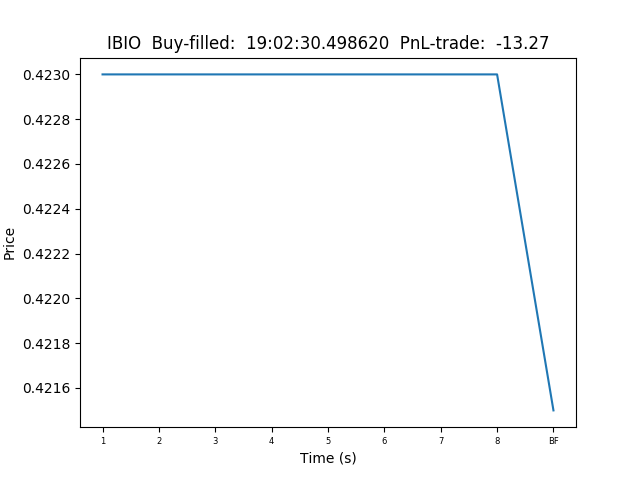 IBIO  Buy-filled:  19:02:30.498620  PnL-trade:  -13.27
0.4230
0.4228
0.4226
0.4224
0.4222
0.4220
0.4218
0.4216
Price
1 2 3 4 5 6 7 8 BF
Time (s)